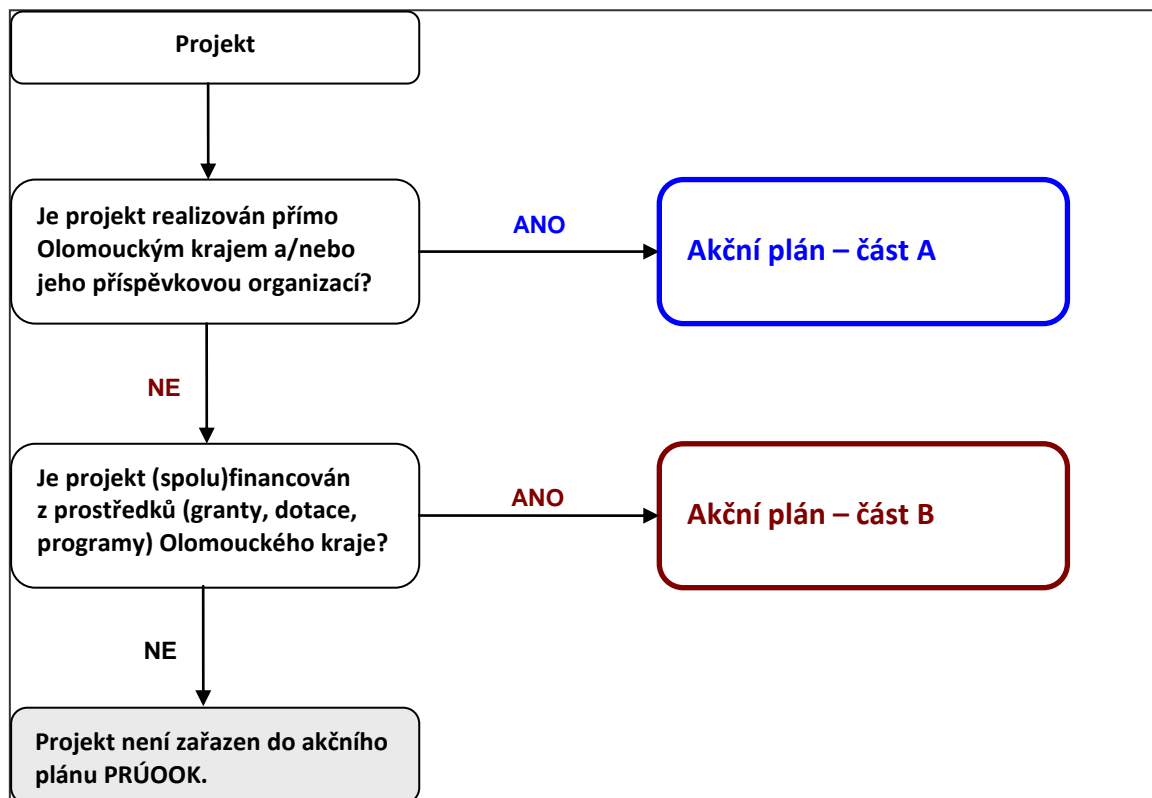 Projekt
Je projekt realizován přímo
Olomouckým krajem a/nebo
jeho příspěvkovou organizací?
ANO
Akční plán – část A
NE
Je projekt (spolu)financován
z prostředků (granty, dotace,
programy) Olomouckého kraje?
ANO
Akční plán – část B
NE
Projekt není zařazen do akčního
plánu PRÚOOK.